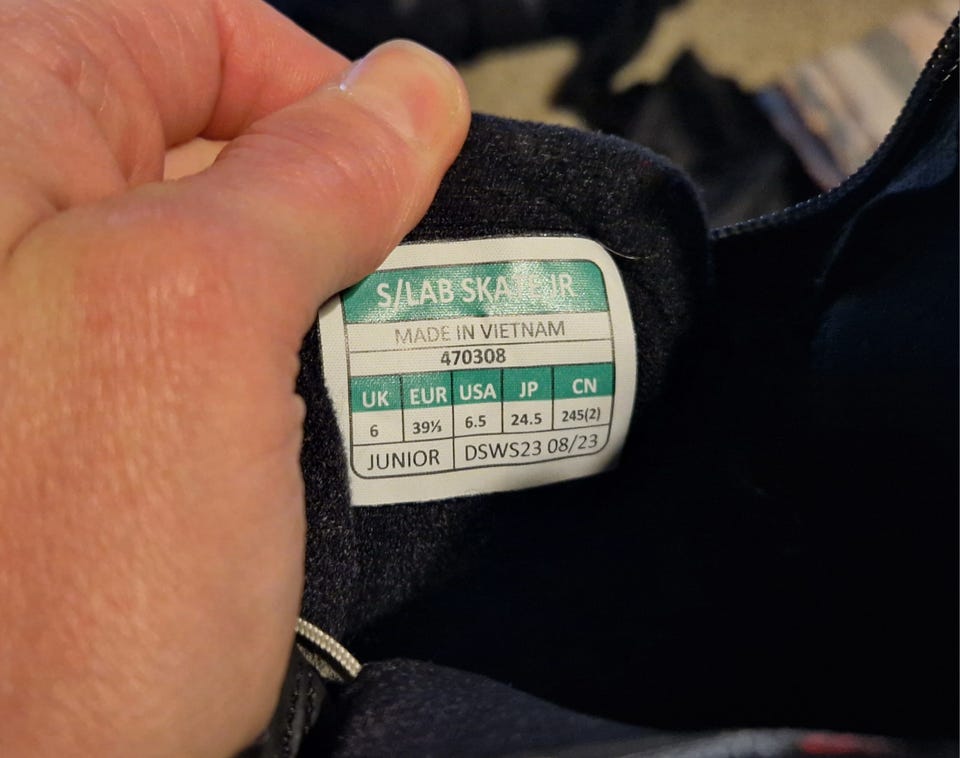 S/LAB SKATE JR
MADE IN VIETNAM
470308
UK EUR USA JP CN
6 39⅓ 6.5 24.5 245(2)
JUNIOR DSWS23 08/23